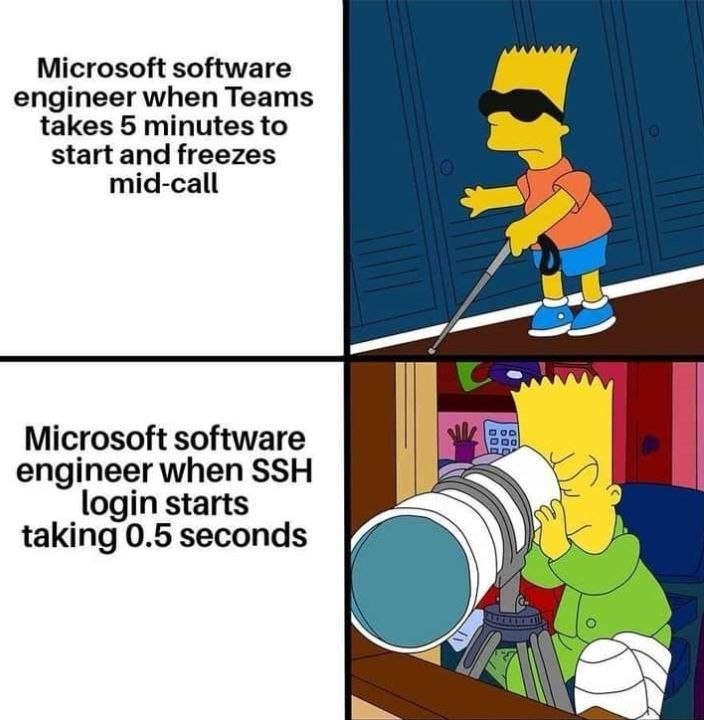 Microsoft software
engineer when Teams
takes 5 minutes to
start and freezes
mid-call
Microsoft software
engineer when SSH
login starts
taking 0.5 seconds